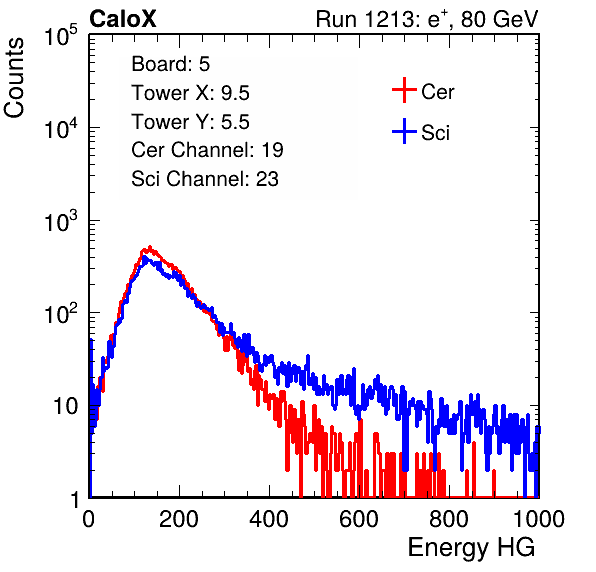 CaloX Run 1213: e⁺, 80 GeV
Counts
Board: 5
Tower X: 9.5
Tower Y: 5.5
Cer Channel: 19
Sci Channel: 23
Cer
Sci
10⁵
10⁴
10³
10²
10
1
0 200 400 600 800 1000
Energy HG